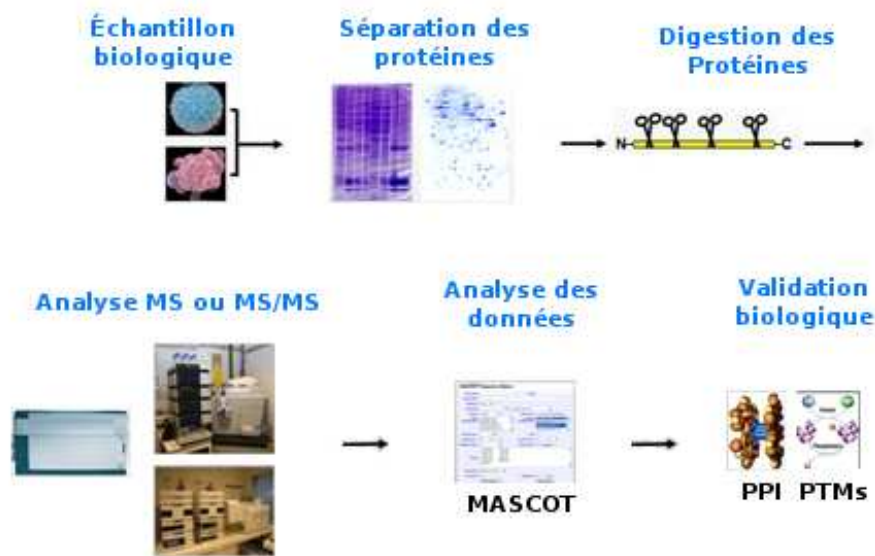 Échantillon
biologique
Séparation des
protéines
Digestion des
Protéines
N
C
Analyse MS ou MS/MS
Analyse des
données
MASCOT
Validation
biologique
PPI PTMs